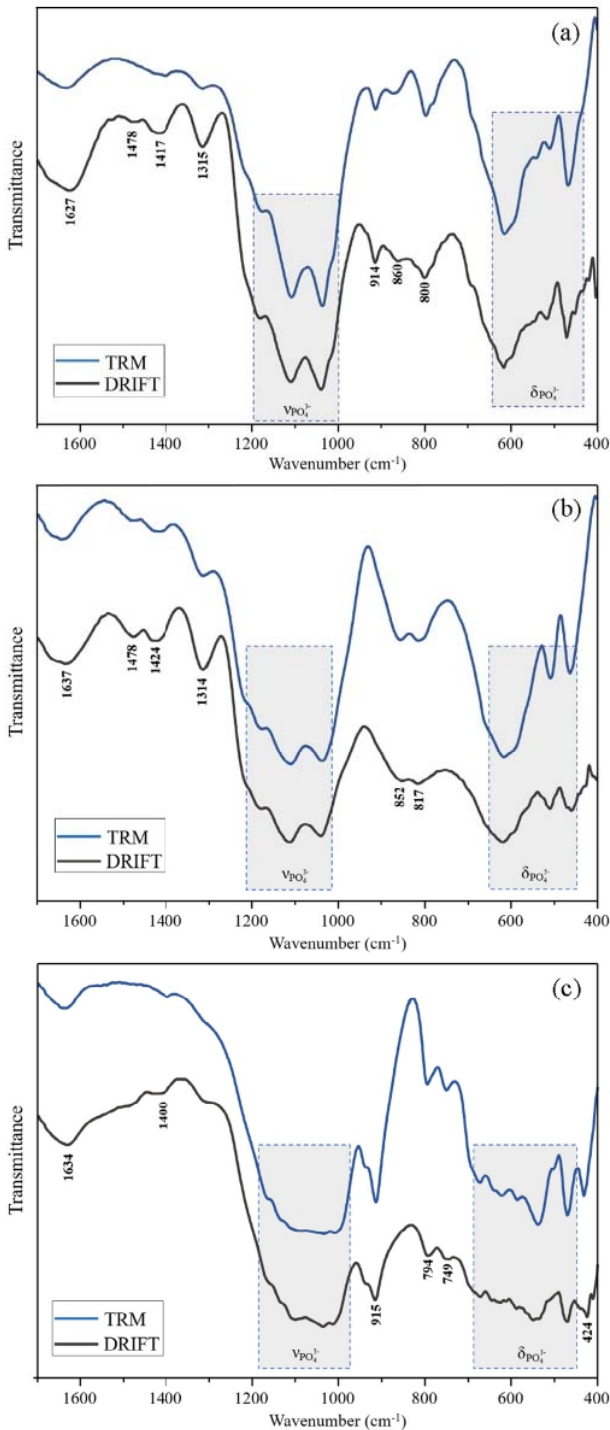 (a)
Transmittance
1627
1478
1417
1315
914
860
800
TRM
DRIFT
νPO₄³⁻
δPO₄³⁻
1600 1400 1200 1000 800 600 400
Wavenumber (cm⁻¹)
(b)
Transmittance
1637
1478
1424
1314
852
817
TRM
DRIFT
νPO₄³⁻
δPO₄³⁻
1600 1400 1200 1000 800 600 400
Wavenumber (cm⁻¹)
(c)
Transmittance
1634
1400
915
794
749
424
TRM
DRIFT
νPO₄³⁻
δPO₄³⁻
1600 1400 1200 1000 800 600 400
Wavenumber (cm⁻¹)